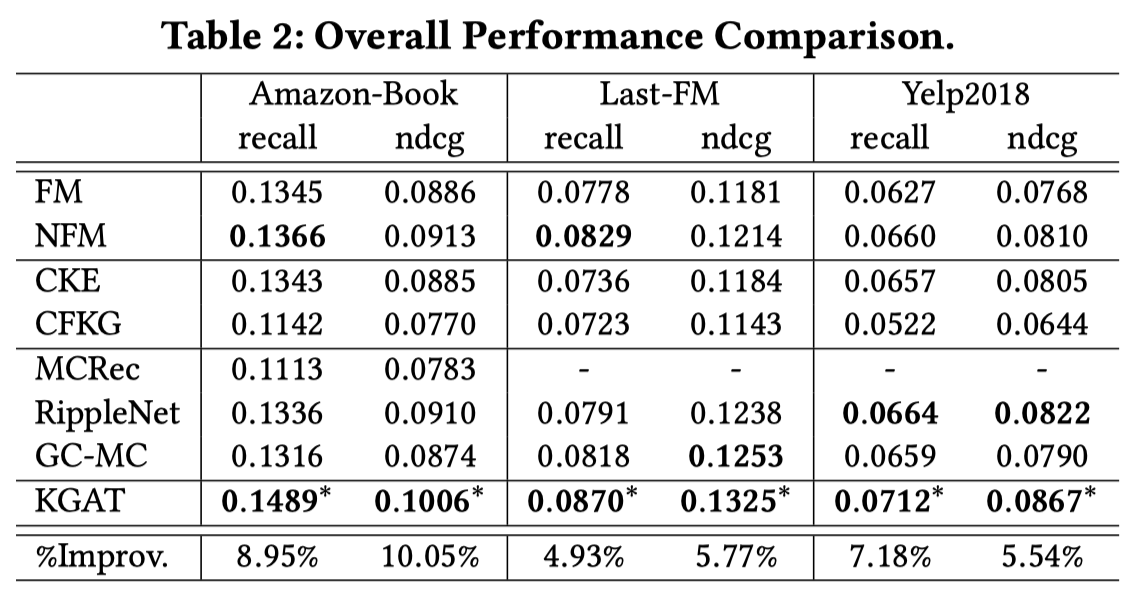 Table 2: Overall Performance Comparison.
Amazon-Book Last-FM Yelp2018
recall ndcg recall ndcg recall ndcg
FM 0.1345 0.0886 0.0778 0.1181 0.0627 0.0768
NFM 0.1366 0.0913 0.0829 0.1214 0.0660 0.0810
CKE 0.1343 0.0885 0.0736 0.1184 0.0657 0.0805
CFKG 0.1142 0.0770 0.0723 0.1143 0.0522 0.0644
MCRec 0.1113 0.0783 - - - -
RippleNet 0.1336 0.0910 0.0791 0.1238 0.0664 0.0822
GC-MC 0.1316 0.0874 0.0818 0.1253 0.0659 0.0790
KGAT 0.1489* 0.1006* 0.0870* 0.1325* 0.0712* 0.0867*
%Improv. 8.95% 10.05% 4.93% 5.77% 7.18% 5.54%